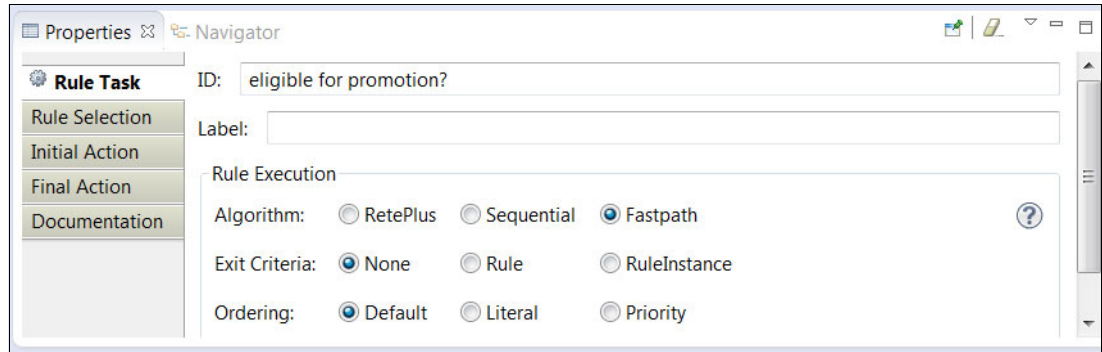 Properties Navigator
Rule Task
Rule Selection
Initial Action
Final Action
Documentation
ID: eligible for promotion?
Label:
Rule Execution
Algorithm: RetePlus Sequential Fastpath
Exit Criteria: None Rule RuleInstance
Ordering: Default Literal Priority